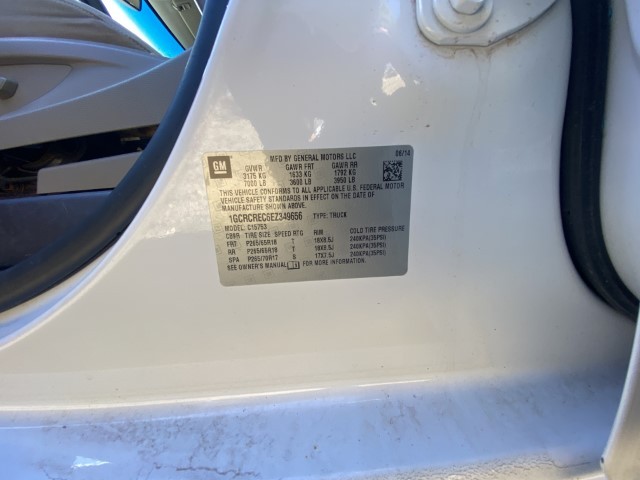 GM MFD BY GENERAL MOTORS LLC 06/14
GVWR GAWR FRT GAWR RR
3175 KG 1633 KG 1792 KG
7000 LB 3600 LB 3950 LB
THIS VEHICLE CONFORMS TO ALL APPLICABLE U.S. FEDERAL MOTOR
VEHICLE SAFETY STANDARDS IN EFFECT ON THE DATE OF
MANUFACTURE SHOWN ABOVE.
1GCRCREC6EZ349656 TYPE: TRUCK
MODEL: C15753
TIRE SIZE SPEED RTG RIM COLD TIRE PRESSURE
FRT P265/65R18 T 18X8.5J 240KPA(35PSI)
RR P265/65R18 T 18X8.5J 240KPA(35PSI)
SPA P265/70R17 S 17X7.5J 240KPA(35PSI)
SEE OWNER'S MANUAL FOR MORE INFORMATION.